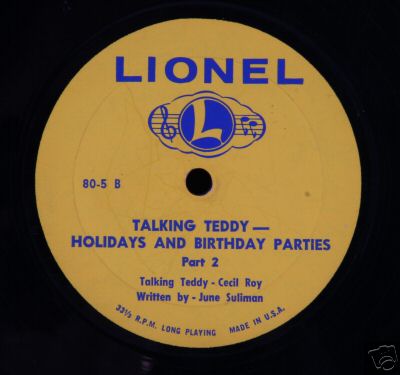 LIONEL
L
80-5 B
TALKING TEDDY—
HOLIDAYS AND BIRTHDAY PARTIES
Part 2
Talking Teddy - Cecil Roy
Written by - June Suliman
33⅓ R.P.M. LONG PLAYING MADE IN U.S.A.